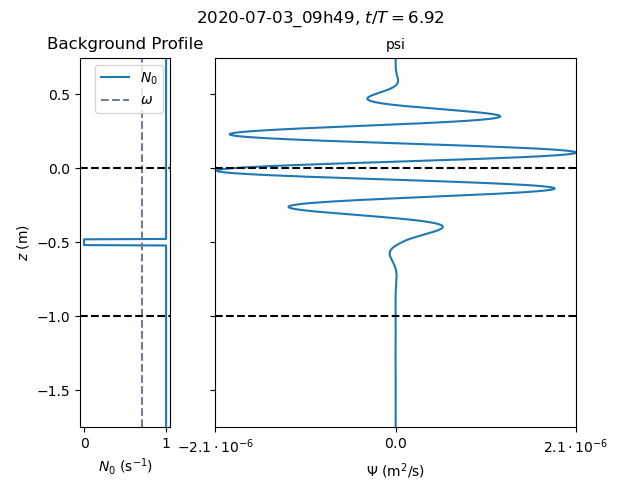 2020-07-03_09h49, t/T = 6.92
Background Profile
psi
N₀
ω
0.5
0.0
−0.5
−1.0
−1.5
z (m)
0 1
N₀ (s⁻¹)
−2.1 · 10⁻⁶ 0.0 2.1 · 10⁻⁶
Ψ (m²/s)